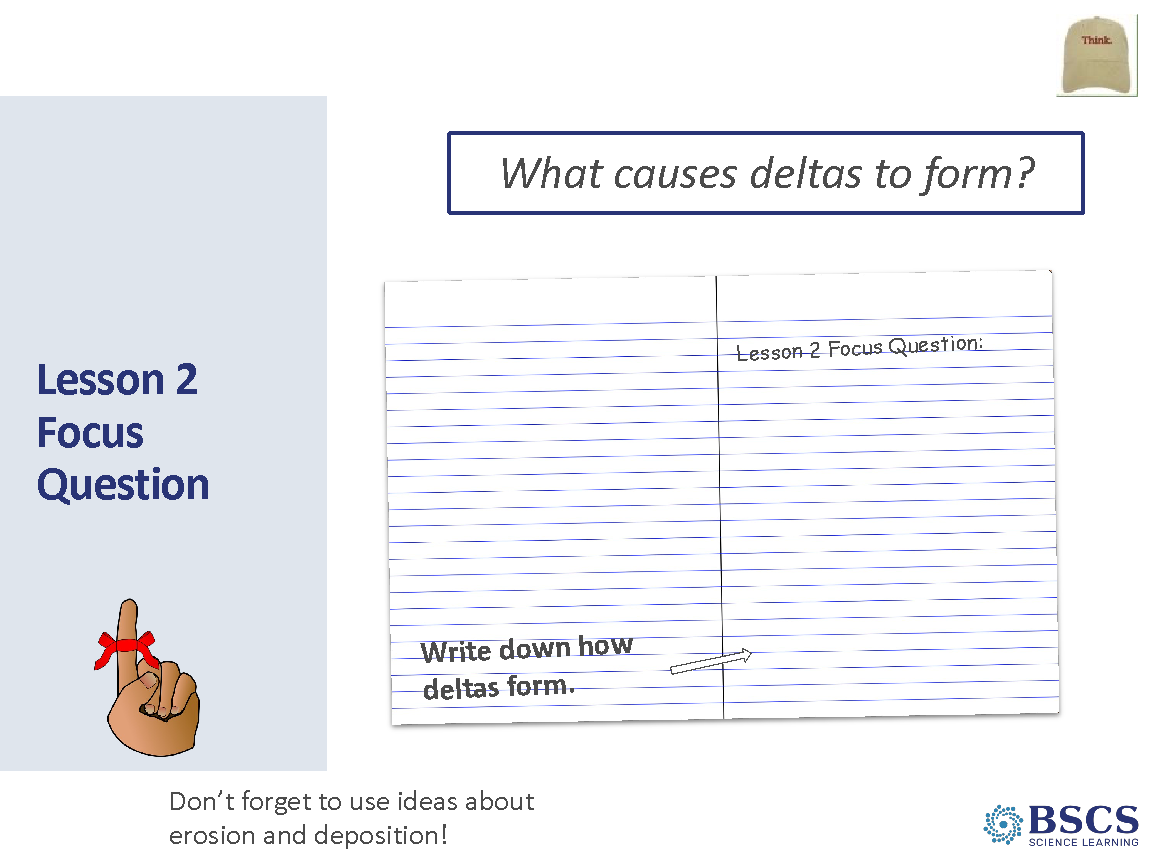 Think.
What causes deltas to form?
Lesson 2
Focus
Question
Lesson 2 Focus Question:
Write down how
deltas form.
Don't forget to use ideas about
erosion and deposition!
BSCS
SCIENCE LEARNING